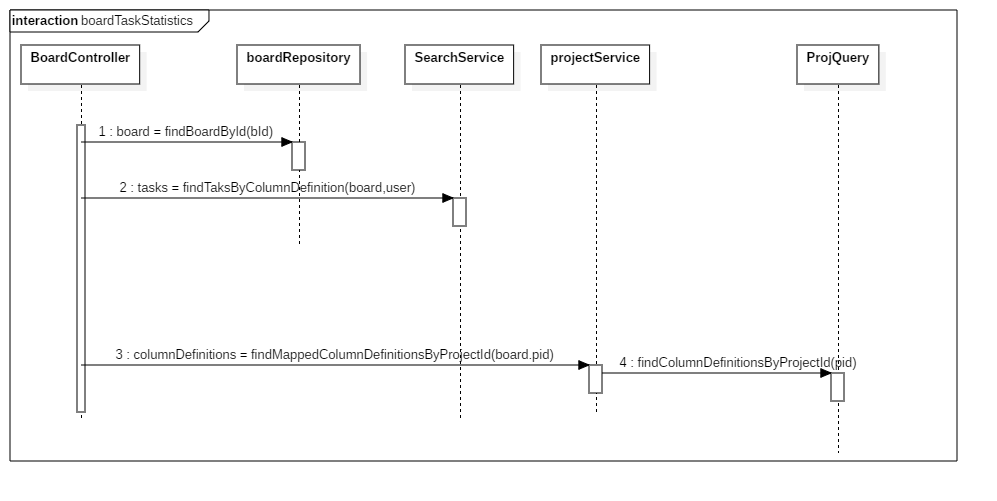 interaction boardTaskStatistics
BoardController
boardRepository
SearchService
projectService
ProjQuery
1 : board = findBoardById(bId)
2 : tasks = findTaksByColumnDefinition(board,user)
3 : columnDefinitions = findMappedColumnDefinitionsByProjectId(board.pid)
4 : findColumnDefinitionsByProjectId(pid)